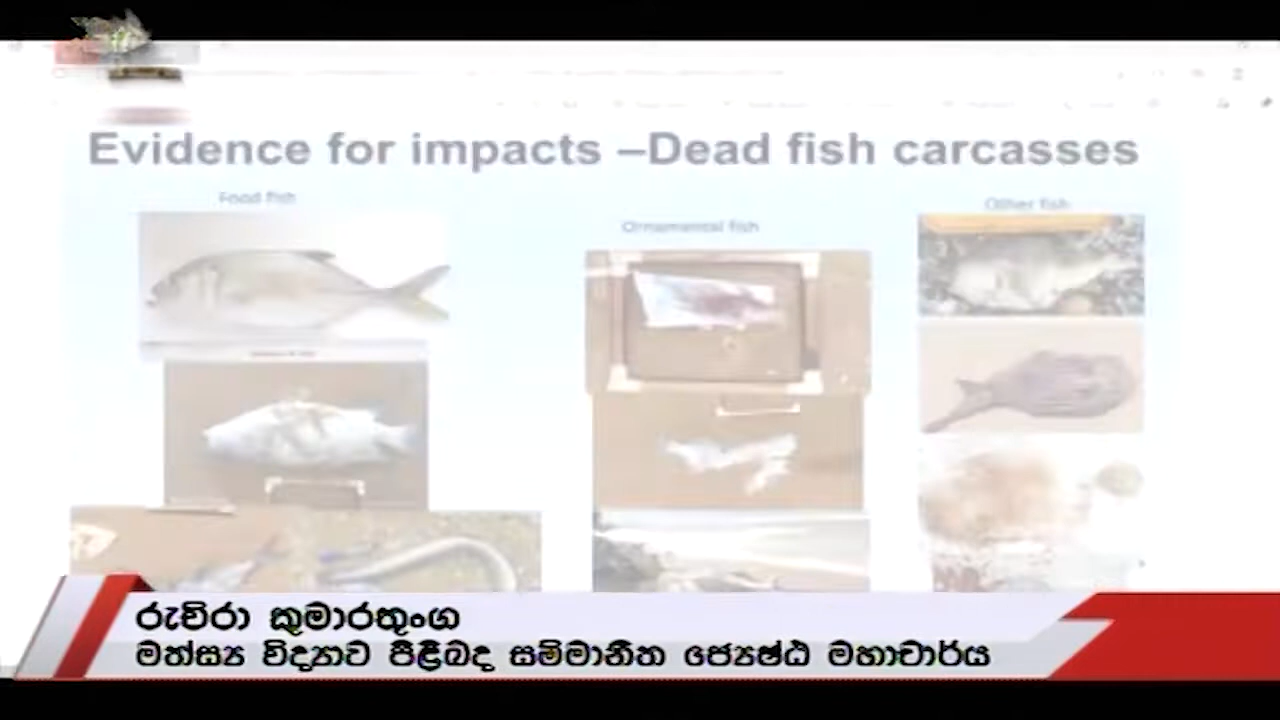 Evidence for impacts –Dead fish carcasses
Food fish
Ornamental fish
Other fish
රුචිරා කුමාරතුංග
මත්ස්‍ය විද්‍යාව පිළිබඳ සම්මානිත ජ්‍යෙෂ්ඨ මහාචාර්ය